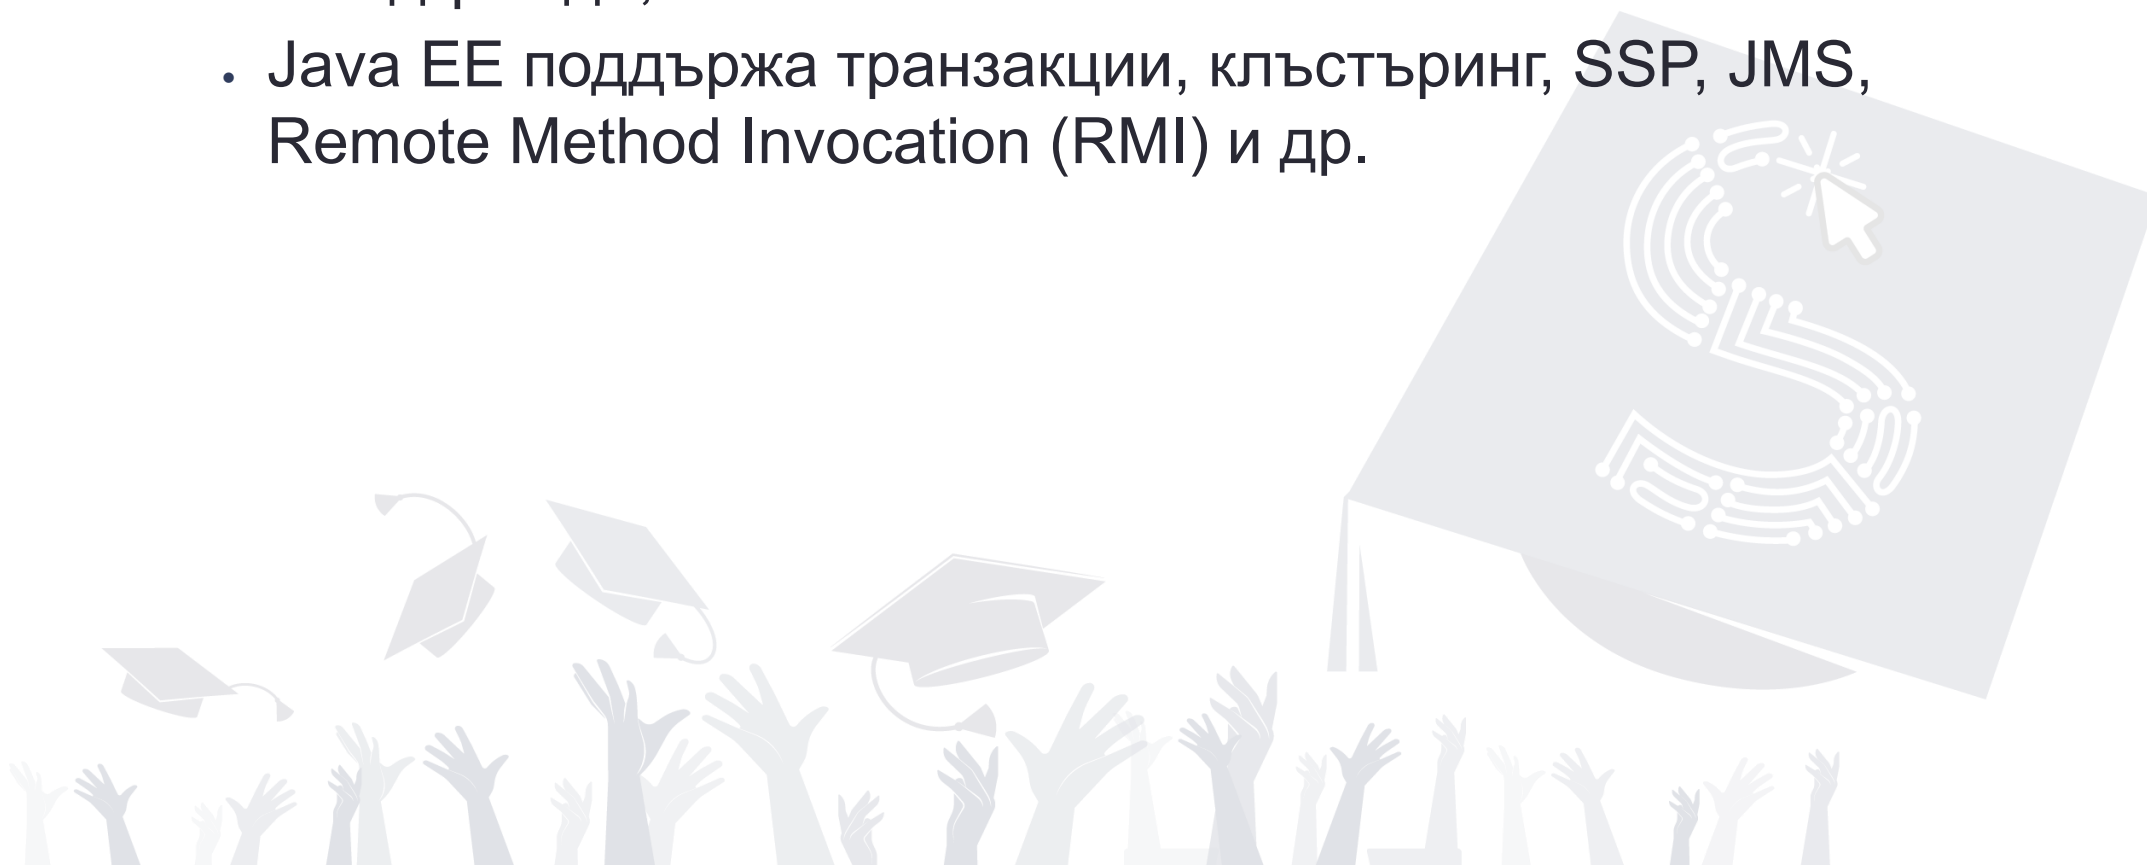 Java EE поддържа транзакции, клъстъринг, SSP, JMS,
Remote Method Invocation (RMI) и др.